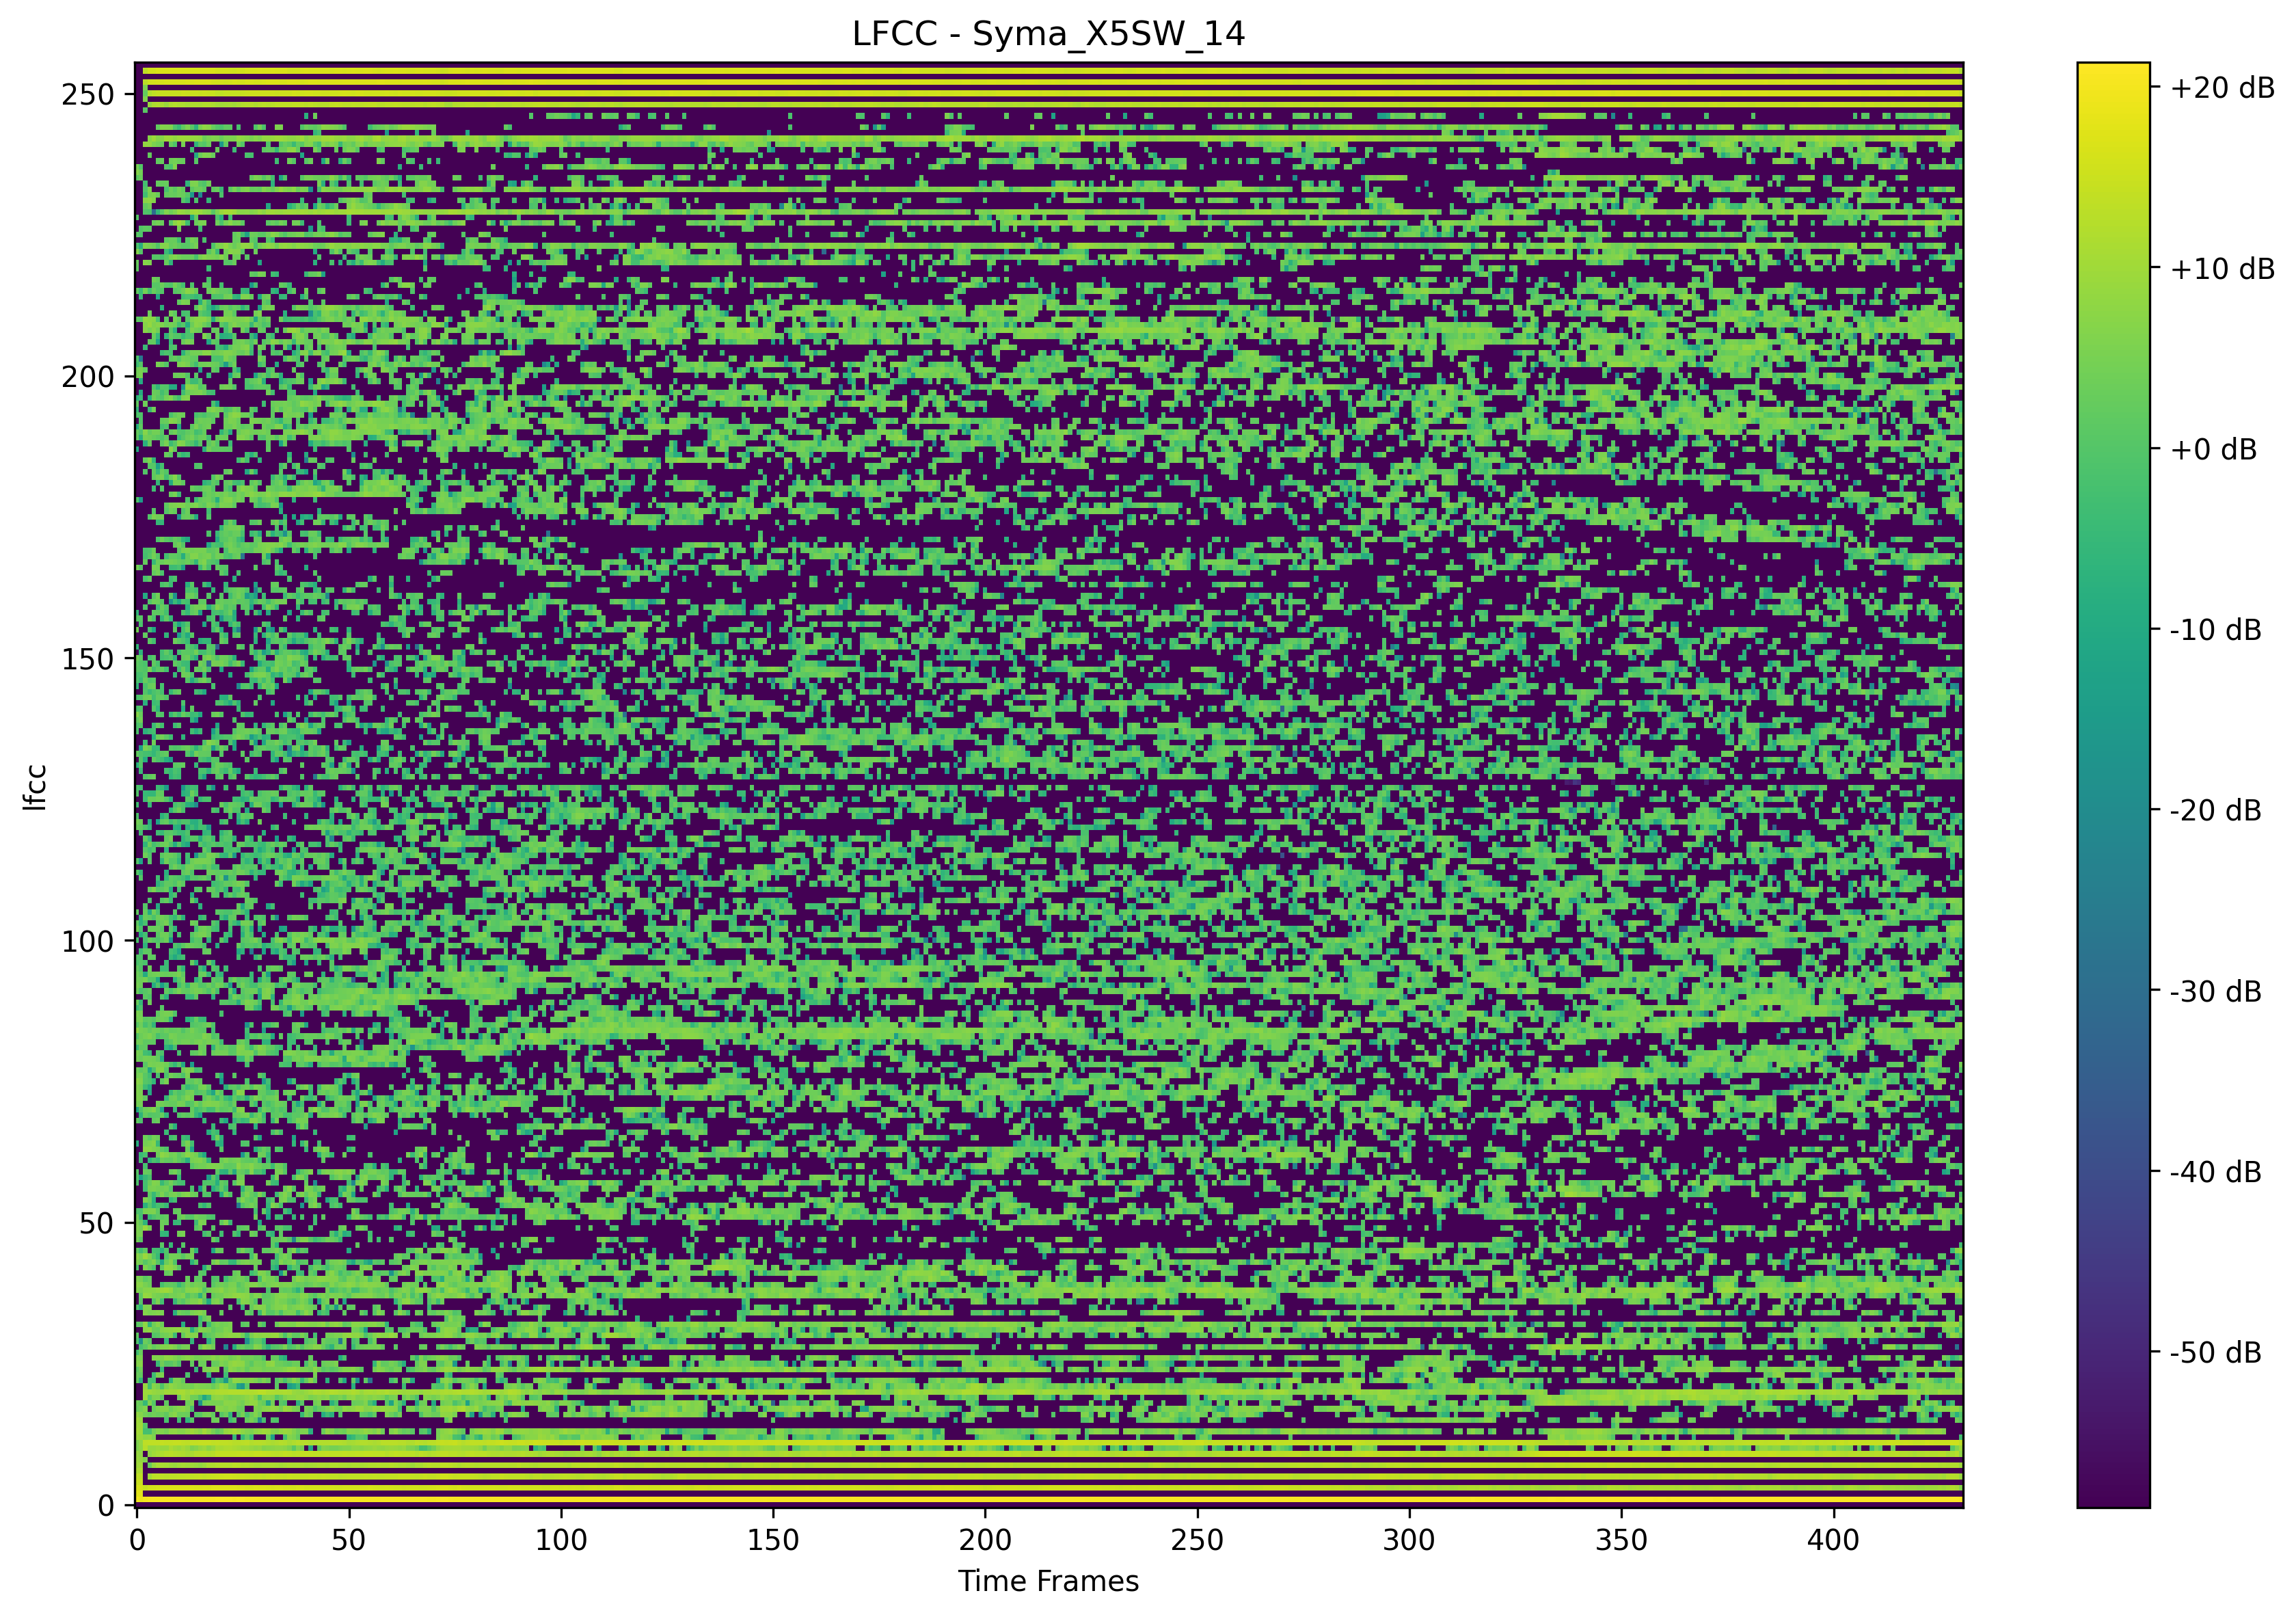 LFCC - Syma_X5SW_14
lfcc
250
200
150
100
50
0
0 50 100 150 200 250 300 350 400
Time Frames
+20 dB
+10 dB
+0 dB
-10 dB
-20 dB
-30 dB
-40 dB
-50 dB